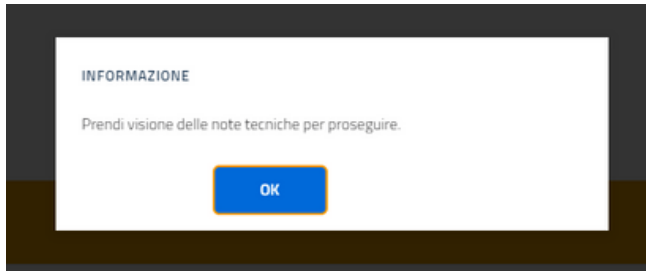 INFORMAZIONE
Prendi visione delle note tecniche per proseguire.
OK